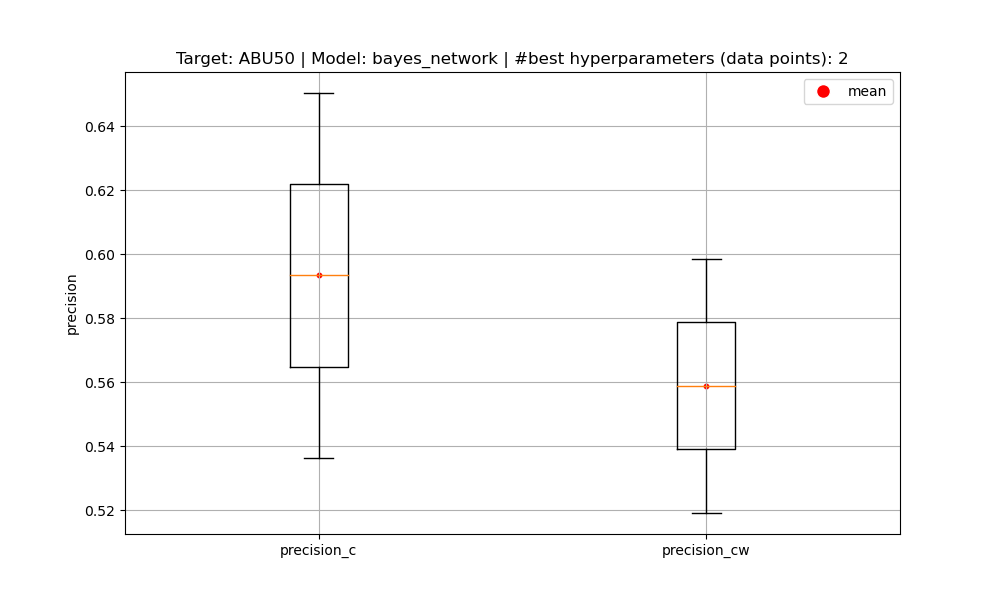 Target: ABU50 | Model: bayes_network | #best hyperparameters (data points): 2
mean
0.64
0.62
0.60
0.58
0.56
0.54
0.52
precision
precision_c
precision_cw